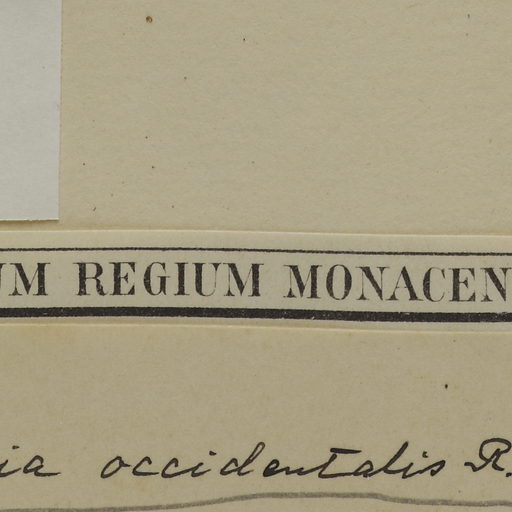 UM REGIUM MONACEN
ia occidentalis R.